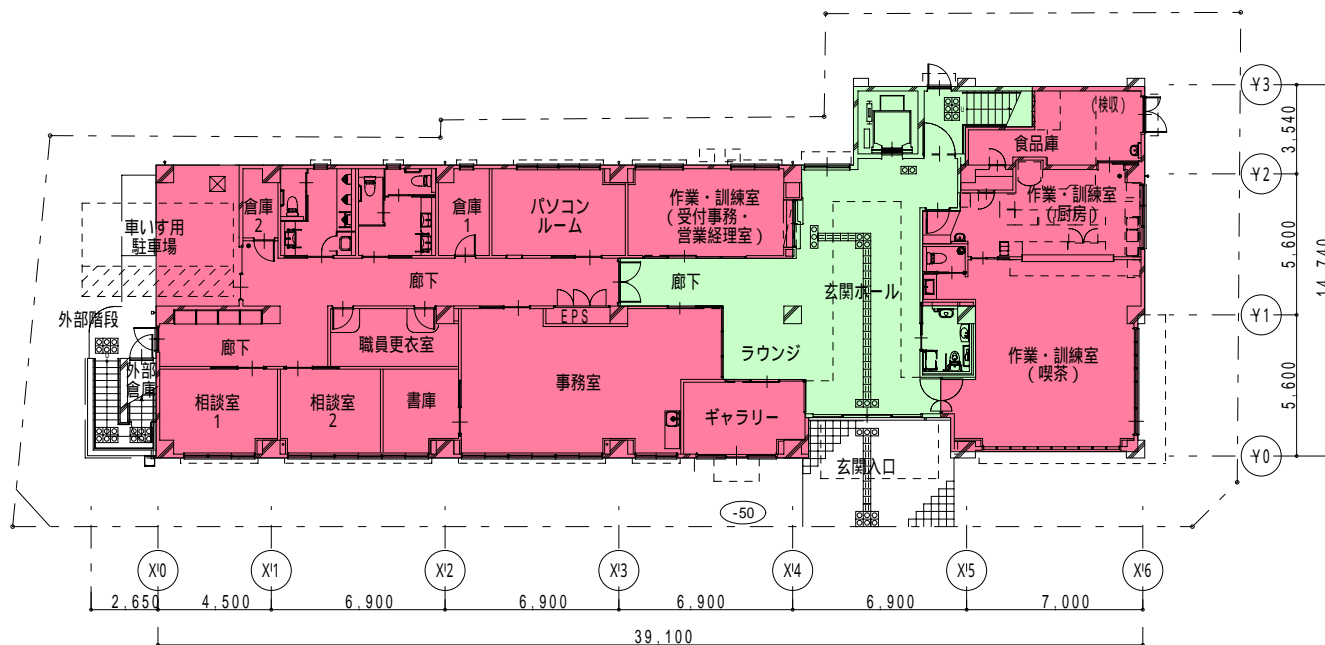 Y3
(検収)
3,540
食品庫
Y2
倉庫
2
倉庫
1
パソコン
ルーム
作業・訓練室
(受付事務・
営業経理室)
作業・訓練室
(厨房)
車いす用
駐車場
5,600
14,740
廊下
廊下
玄関ホール
EPS
外部階段
Y1
廊下
職員更衣室
ラウンジ
作業・訓練室
(喫茶)
外部
倉庫
事務室
5,600
相談室
1
相談室
2
書庫
ギャラリー
玄関入口
Y0
-50
X'0
X'1
X'2
X'3
X'4
X'5
X'6
2,650
4,500
6,900
6,900
6,900
6,900
7,000
39,100